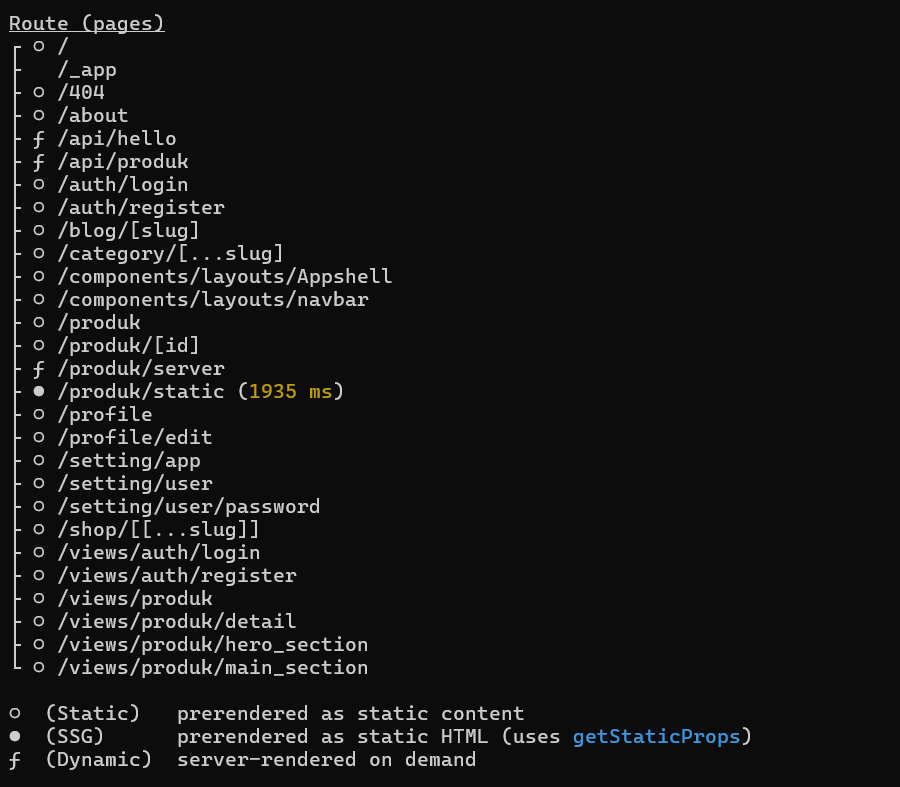 Route (pages)
┌ ○ /
├   /_app
├ ○ /404
├ ○ /about
├ ƒ /api/hello
├ ƒ /api/produk
├ ○ /auth/login
├ ○ /auth/register
├ ○ /blog/[slug]
├ ○ /category/[...slug]
├ ○ /components/layouts/Appshell
├ ○ /components/layouts/navbar
├ ○ /produk
├ ○ /produk/[id]
├ ƒ /produk/server
├ ● /produk/static (1935 ms)
├ ○ /profile
├ ○ /profile/edit
├ ○ /setting/app
├ ○ /setting/user
├ ○ /setting/user/password
├ ○ /shop/[[...slug]]
├ ○ /views/auth/login
├ ○ /views/auth/register
├ ○ /views/produk
├ ○ /views/produk/detail
├ ○ /views/produk/hero_section
└ ○ /views/produk/main_section
○  (Static)   prerendered as static content
●  (SSG)      prerendered as static HTML (uses getStaticProps)
ƒ  (Dynamic)  server-rendered on demand